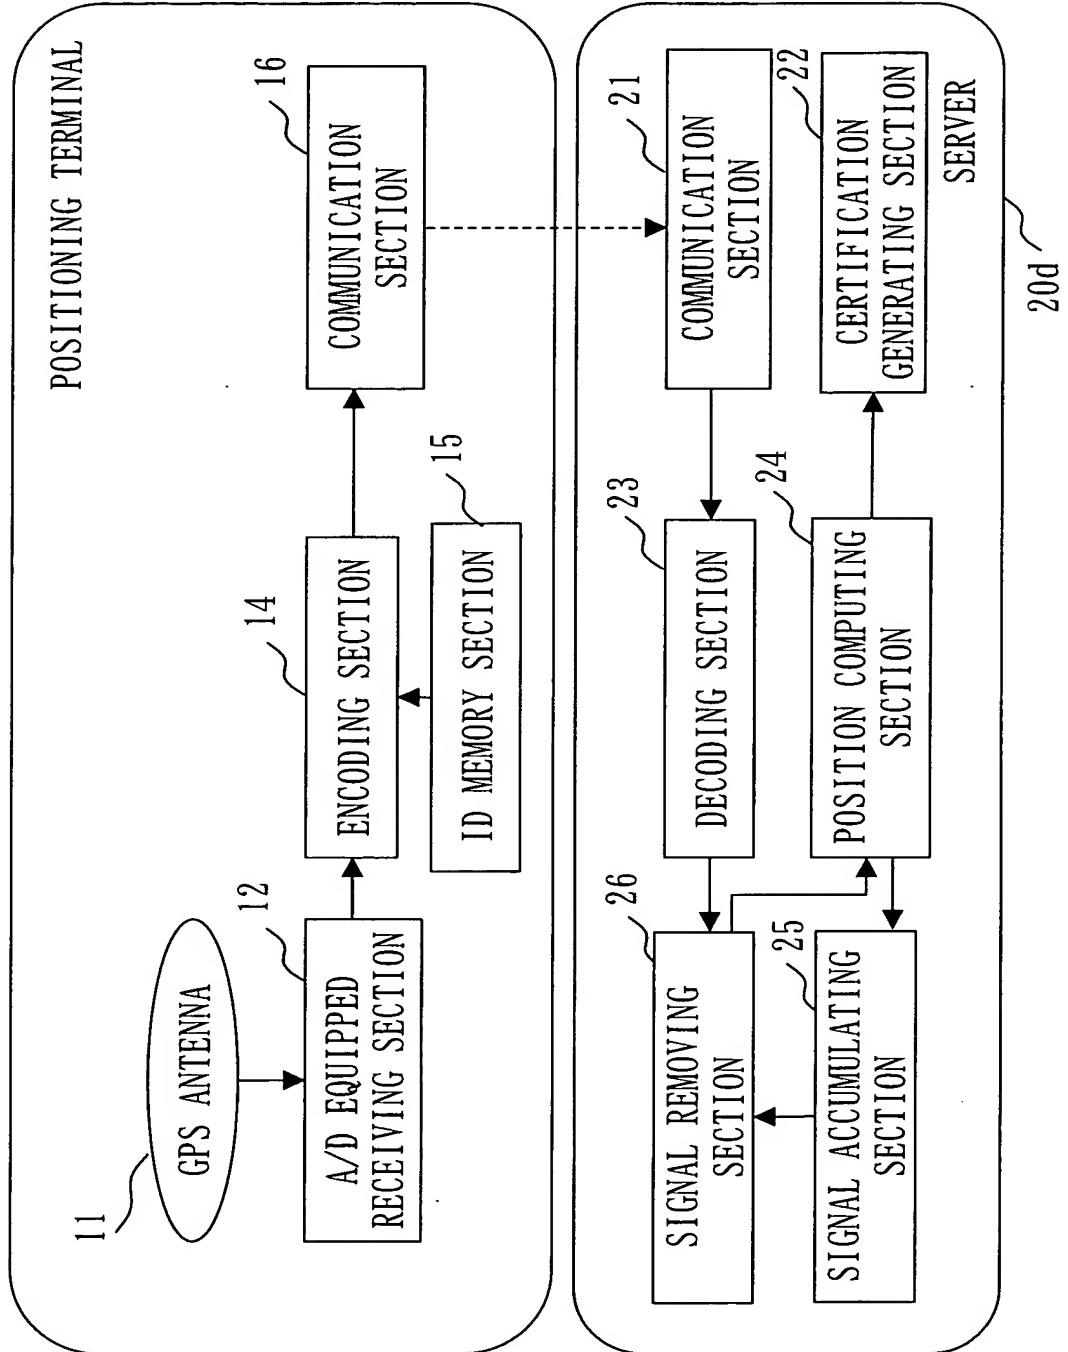 POSITIONING TERMINAL
11
GPS ANTENNA
12
A/D EQUIPPED
RECEIVING SECTION
14
ENCODING SECTION
15
ID MEMORY SECTION
16
COMMUNICATION
SECTION
21
COMMUNICATION
SECTION
23
DECODING SECTION
26
SIGNAL REMOVING
SECTION
25
SIGNAL ACCUMULATING
SECTION
24
POSITION COMPUTING
SECTION
22
CERTIFICATION
GENERATING SECTION
SERVER
20d